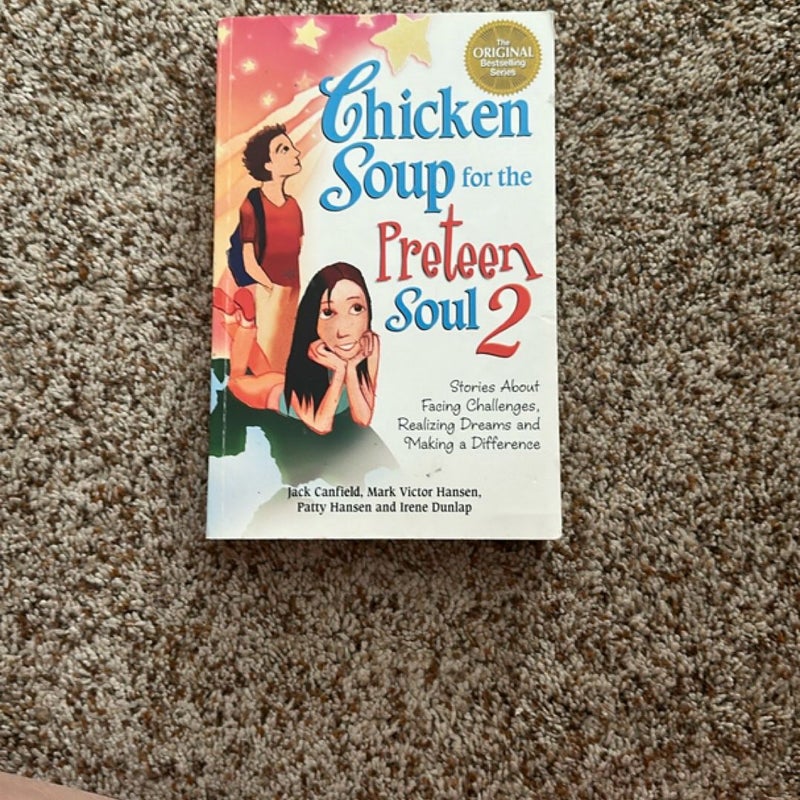 The
ORIGINAL
Bestselling
Series
Chicken
Soup for the
Preteen
Soul 2
Stories About
Facing Challenges,
Realizing Dreams and
Making a Difference
Jack Canfield, Mark Victor Hansen,
Patty Hansen and Irene Dunlap